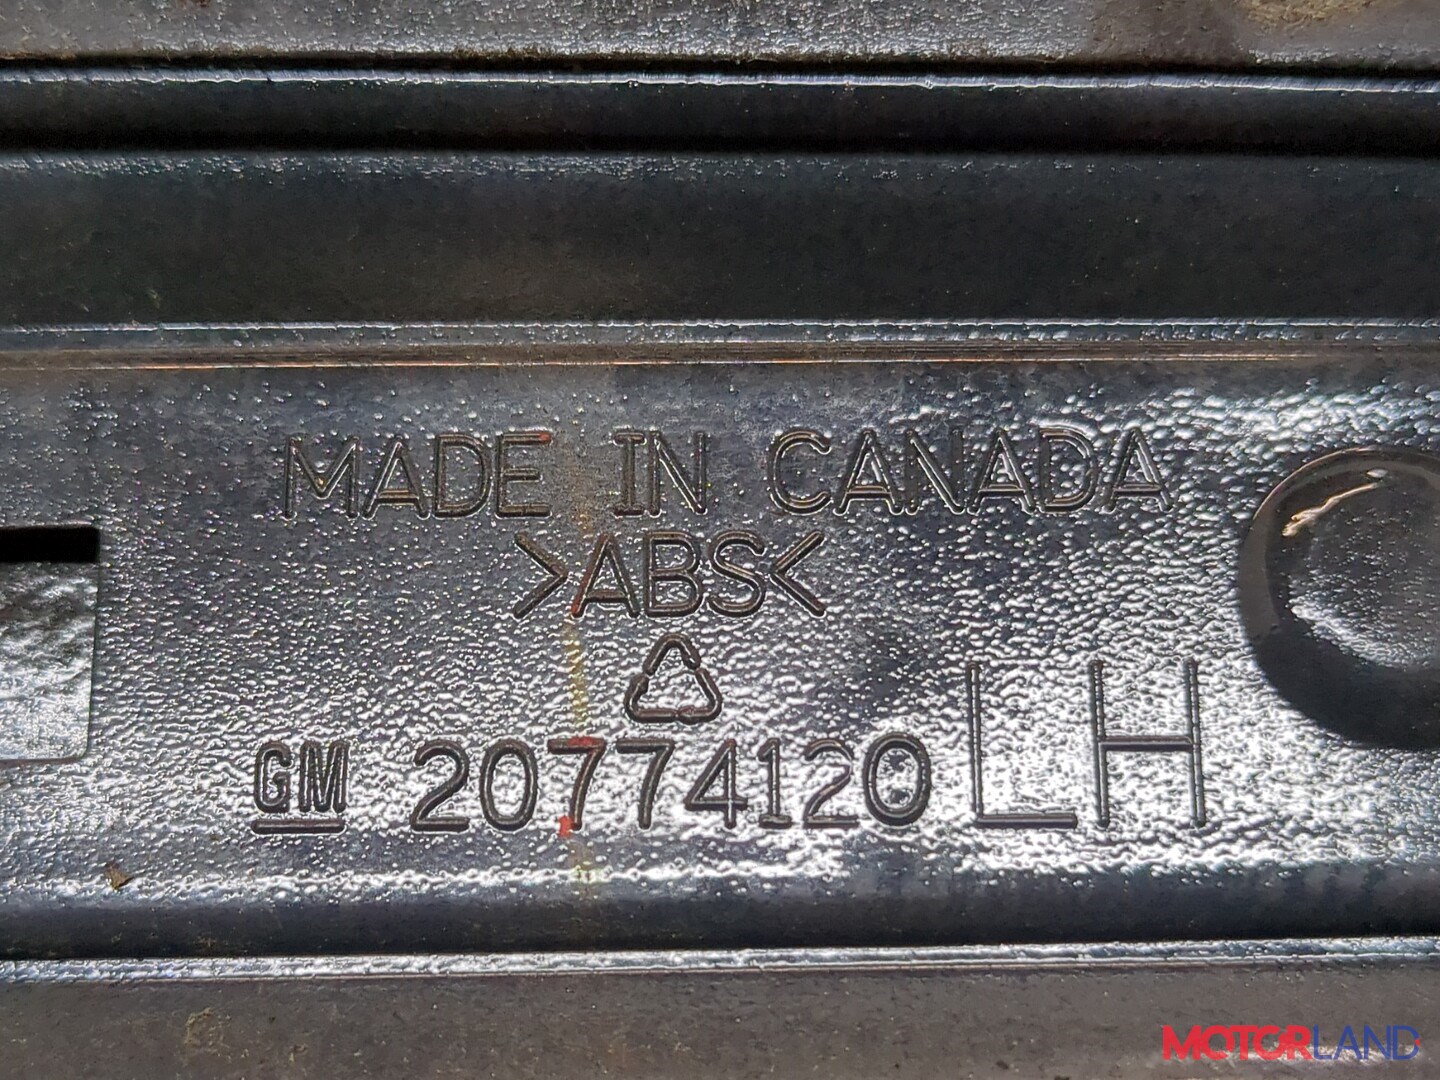 MADE IN CANADA
>ABS<
GM 20774120 LH
MOTORLAND